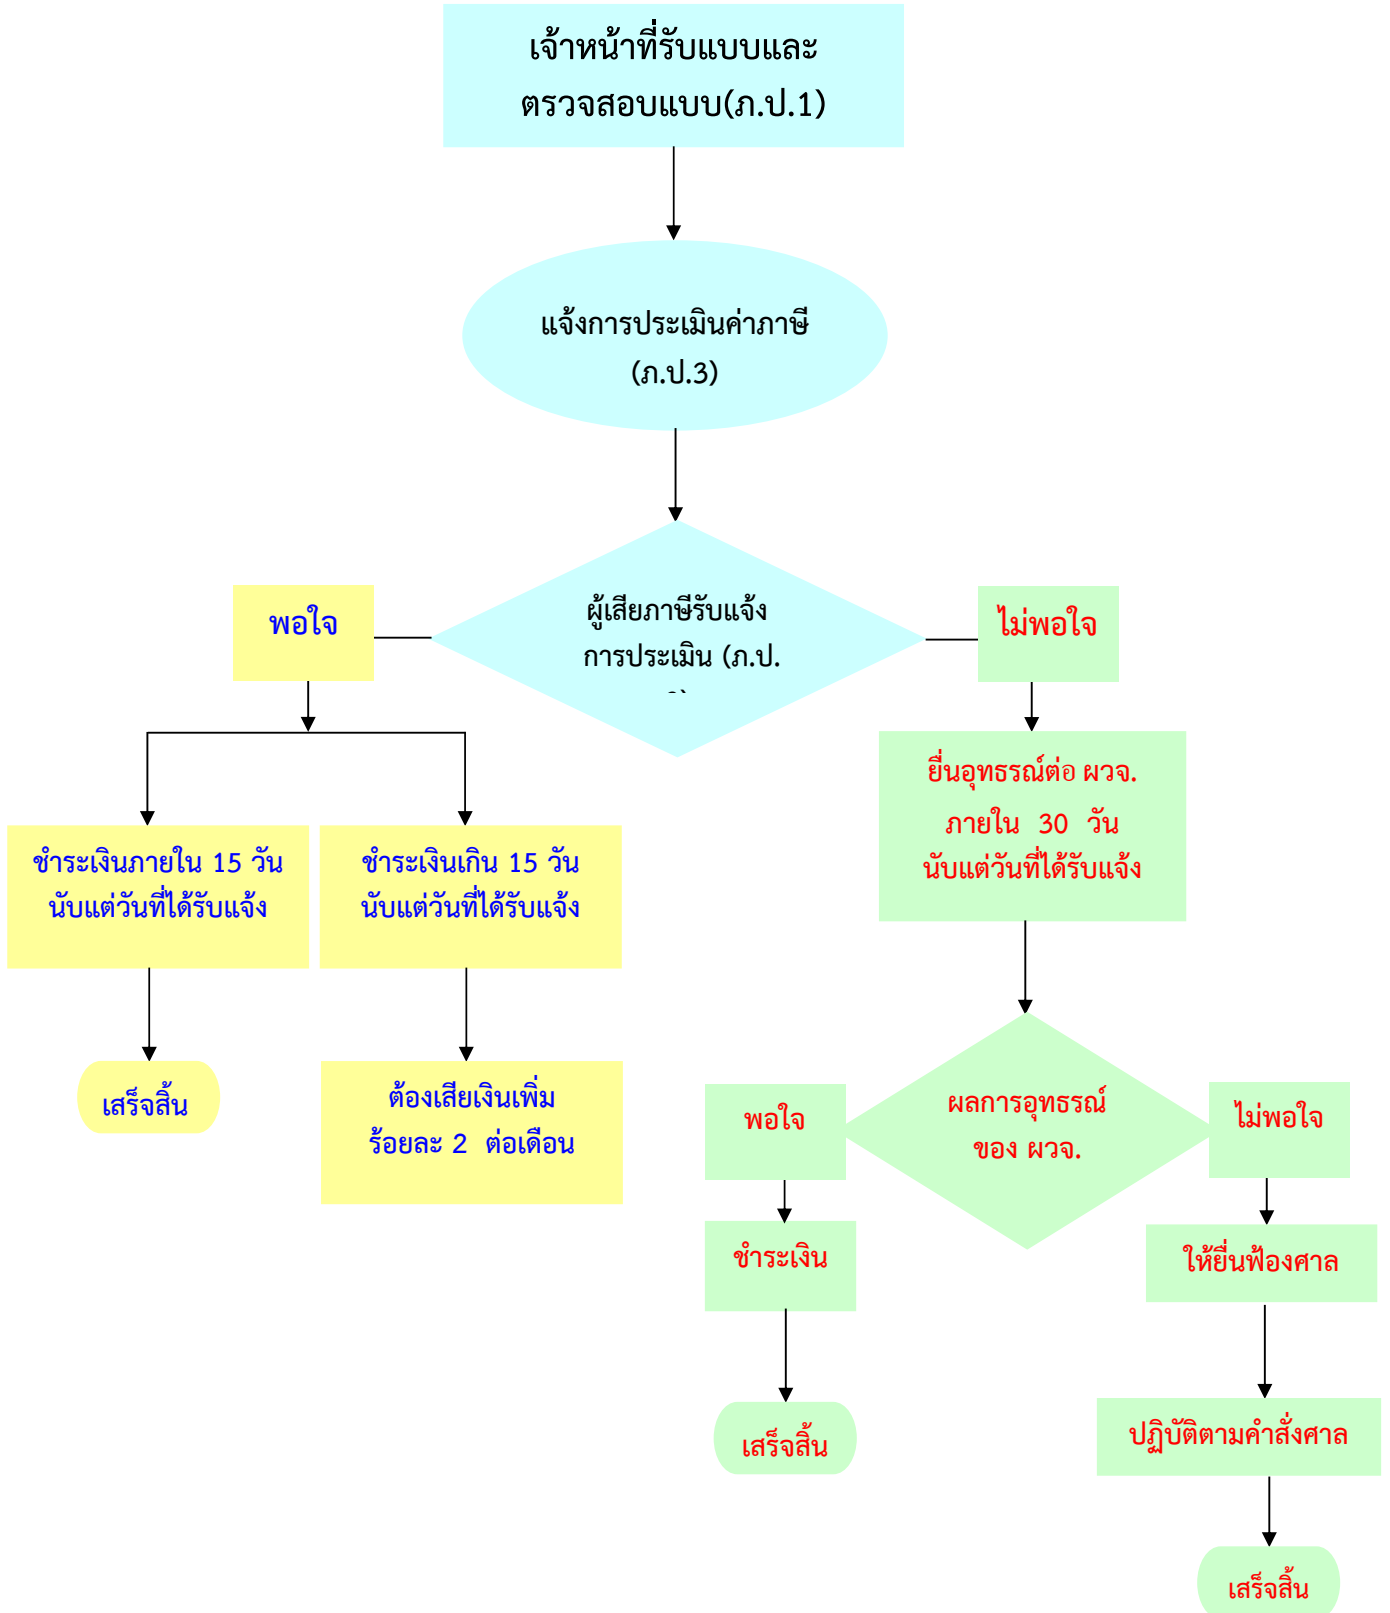 เจ้าหน้าที่รับแบบและ
ตรวจสอบแบบ(ภ.ป.1)
แจ้งการประเมินค่าภาษี
(ภ.ป.3)
ผู้เสียภาษีรับแจ้ง
การประเมิน (ภ.ป.
พอใจ
ไม่พอใจ
ชำระเงินภายใน 15 วัน
นับแต่วันที่ได้รับแจ้ง
ชำระเงินเกิน 15 วัน
นับแต่วันที่ได้รับแจ้ง
ยื่นอุทธรณ์ต่อ ผวจ.
ภายใน 30 วัน
นับแต่วันที่ได้รับแจ้ง
เสร็จสิ้น
ต้องเสียเงินเพิ่ม
ร้อยละ 2 ต่อเดือน
พอใจ
ผลการอุทธรณ์
ของ ผวจ.
ไม่พอใจ
ชำระเงิน
ให้ยื่นฟ้องศาล
เสร็จสิ้น
ปฏิบัติตามคำสั่งศาล
เสร็จสิ้น